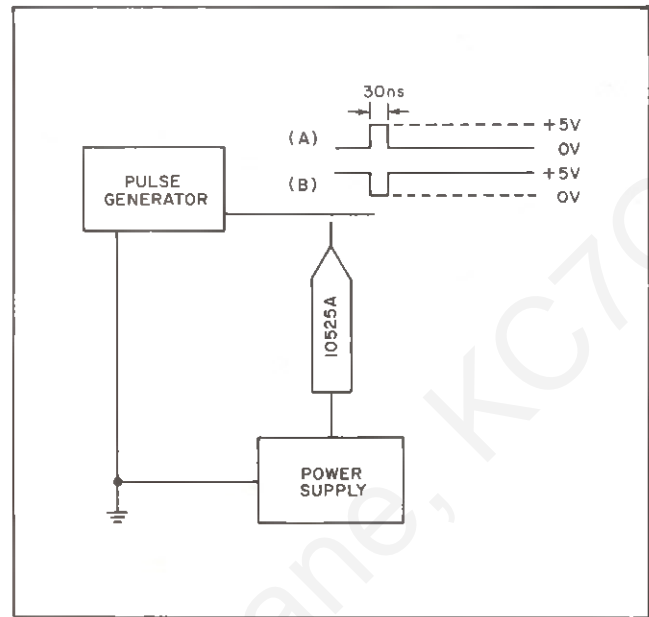 30ns
(A)
+5V
0V
(B)
+5V
0V
PULSE
GENERATOR
10525A
POWER
SUPPLY